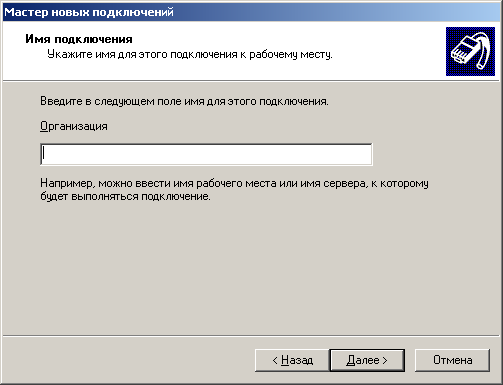 Мастер новых подключений
Имя подключения
Укажите имя для этого подключения к рабочему месту.
Введите в следующем поле имя для этого подключения.
Организация
Например, можно ввести имя рабочего места или имя сервера, к которому
будет выполняться подключение.
< Назад
Далее >
Отмена